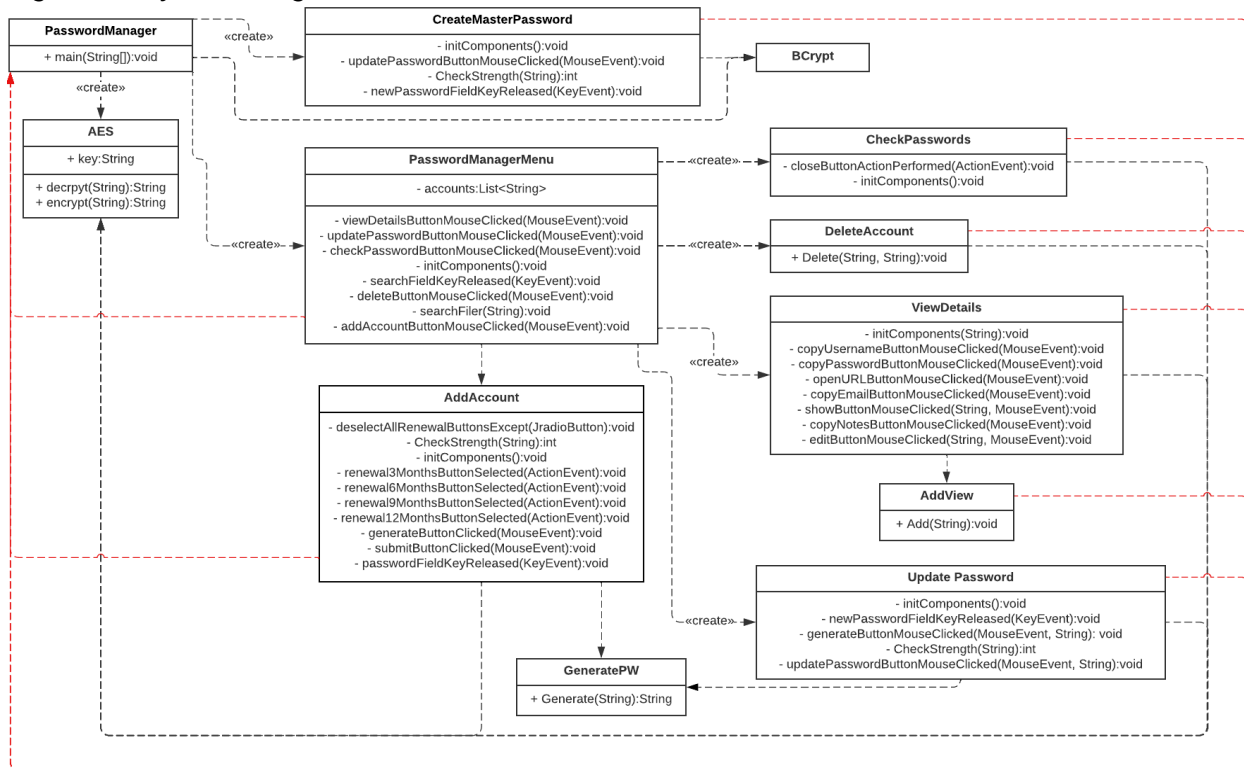 PasswordManager
+ main(String[]):void
«create»
CreateMasterPassword
- initComponents():void
- updatePasswordButtonMouseClicked(MouseEvent):void
- CheckStrength(String):int
- newPasswordFieldKeyReleased(KeyEvent):void
BCrypt
«create»
AES
+ key:String
+ decrpyt(String):String
+ encrypt(String):String
«create»
PasswordManagerMenu
- accounts:List<String>
- viewDetailsButtonMouseClicked(MouseEvent):void
- updatePasswordButtonMouseClicked(MouseEvent):void
- checkPasswordButtonMouseClicked(MouseEvent):void
- initComponents():void
- searchFieldKeyReleased(KeyEvent):void
- deleteButtonMouseClicked(MouseEvent):void
- searchFiler(String):void
- addAccountButtonMouseClicked(MouseEvent):void
«create»
CheckPasswords
- closeButtonActionPerformed(ActionEvent):void
- initComponents():void
«create»
DeleteAccount
+ Delete(String, String):void
«create»
ViewDetails
- initComponents(String):void
- copyUsernameButtonMouseClicked(MouseEvent):void
- copyPasswordButtonMouseClicked(MouseEvent):void
- openURLButtonMouseClicked(MouseEvent):void
- copyEmailButtonMouseClicked(MouseEvent):void
- showButtonMouseClicked(String, MouseEvent):void
- copyNotesButtonMouseClicked(MouseEvent):void
- editButtonMouseClicked(String, MouseEvent):void
AddAccount
- deselectAllRenewalButtonsExcept(JradioButton):void
- CheckStrength(String):int
- initComponents():void
- renewal3MonthsButtonSelected(ActionEvent):void
- renewal6MonthsButtonSelected(ActionEvent):void
- renewal9MonthsButtonSelected(ActionEvent):void
- renewal12MonthsButtonSelected(ActionEvent):void
- generateButtonClicked(MouseEvent):void
- submitButtonClicked(MouseEvent):void
- passwordFieldKeyReleased(KeyEvent):void
AddView
+ Add(String):void
«create»
Update Password
- initComponents():void
- newPasswordFieldKeyReleased(KeyEvent):void
- generateButtonMouseClicked(MouseEvent, String): void
- CheckStrength(String):int
- updatePasswordButtonMouseClicked(MouseEvent, String):void
GeneratePW
+ Generate(String):String